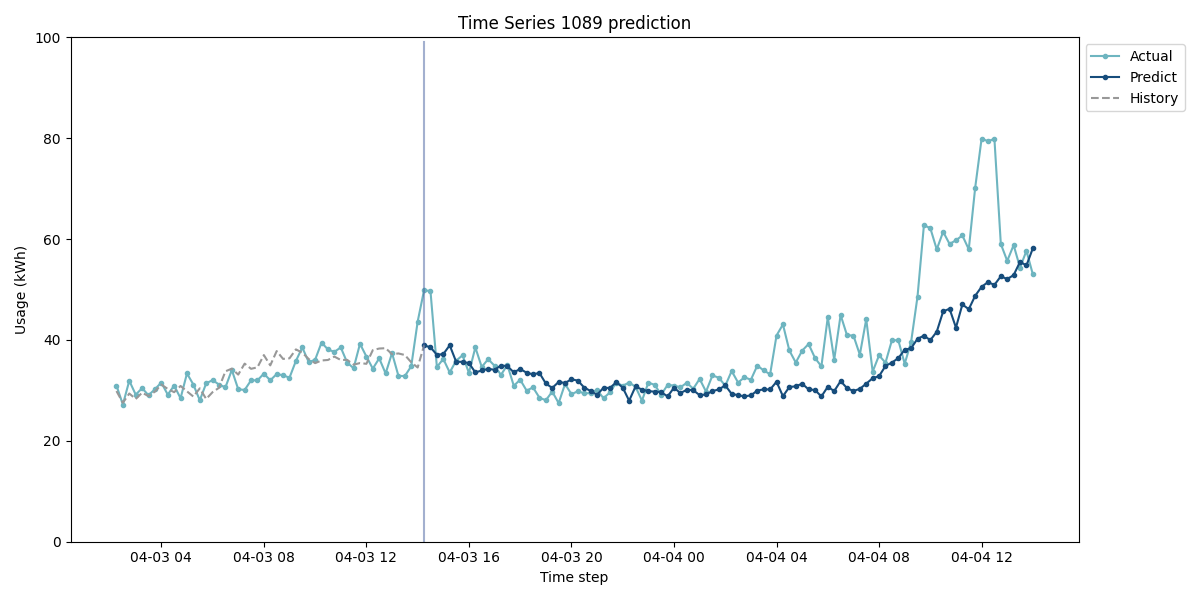 Time Series 1089 prediction
Usage (kWh)
100
80
60
40
20
0
04-03 04
04-03 08
04-03 12
04-03 16
04-03 20
04-04 00
04-04 04
04-04 08
04-04 12
Time step
Actual
Predict
History